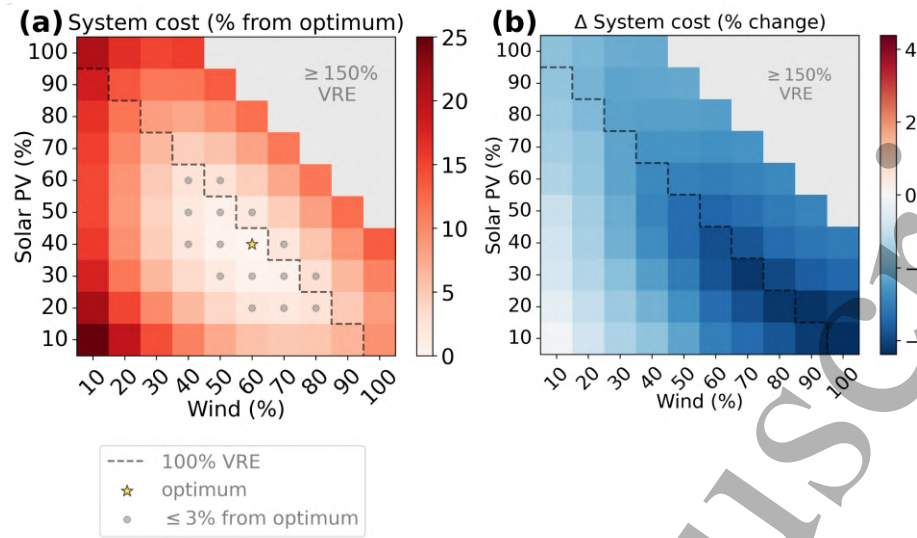 (a) System cost (% from optimum)
Solar PV (%)
100
90
80
70
60
50
40
30
20
10
10 20 30 40 50 60 70 80 90 100
Wind (%)
≥ 150%
VRE
25
20
15
10
5
0
100% VRE
optimum
≤ 3% from optimum
(b) Δ System cost (% change)
Solar PV (%)
100
90
80
70
60
50
40
30
20
10
10 20 30 40 50 60 70 80 90 100
Wind (%)
≥ 150%
VRE
4
2
0